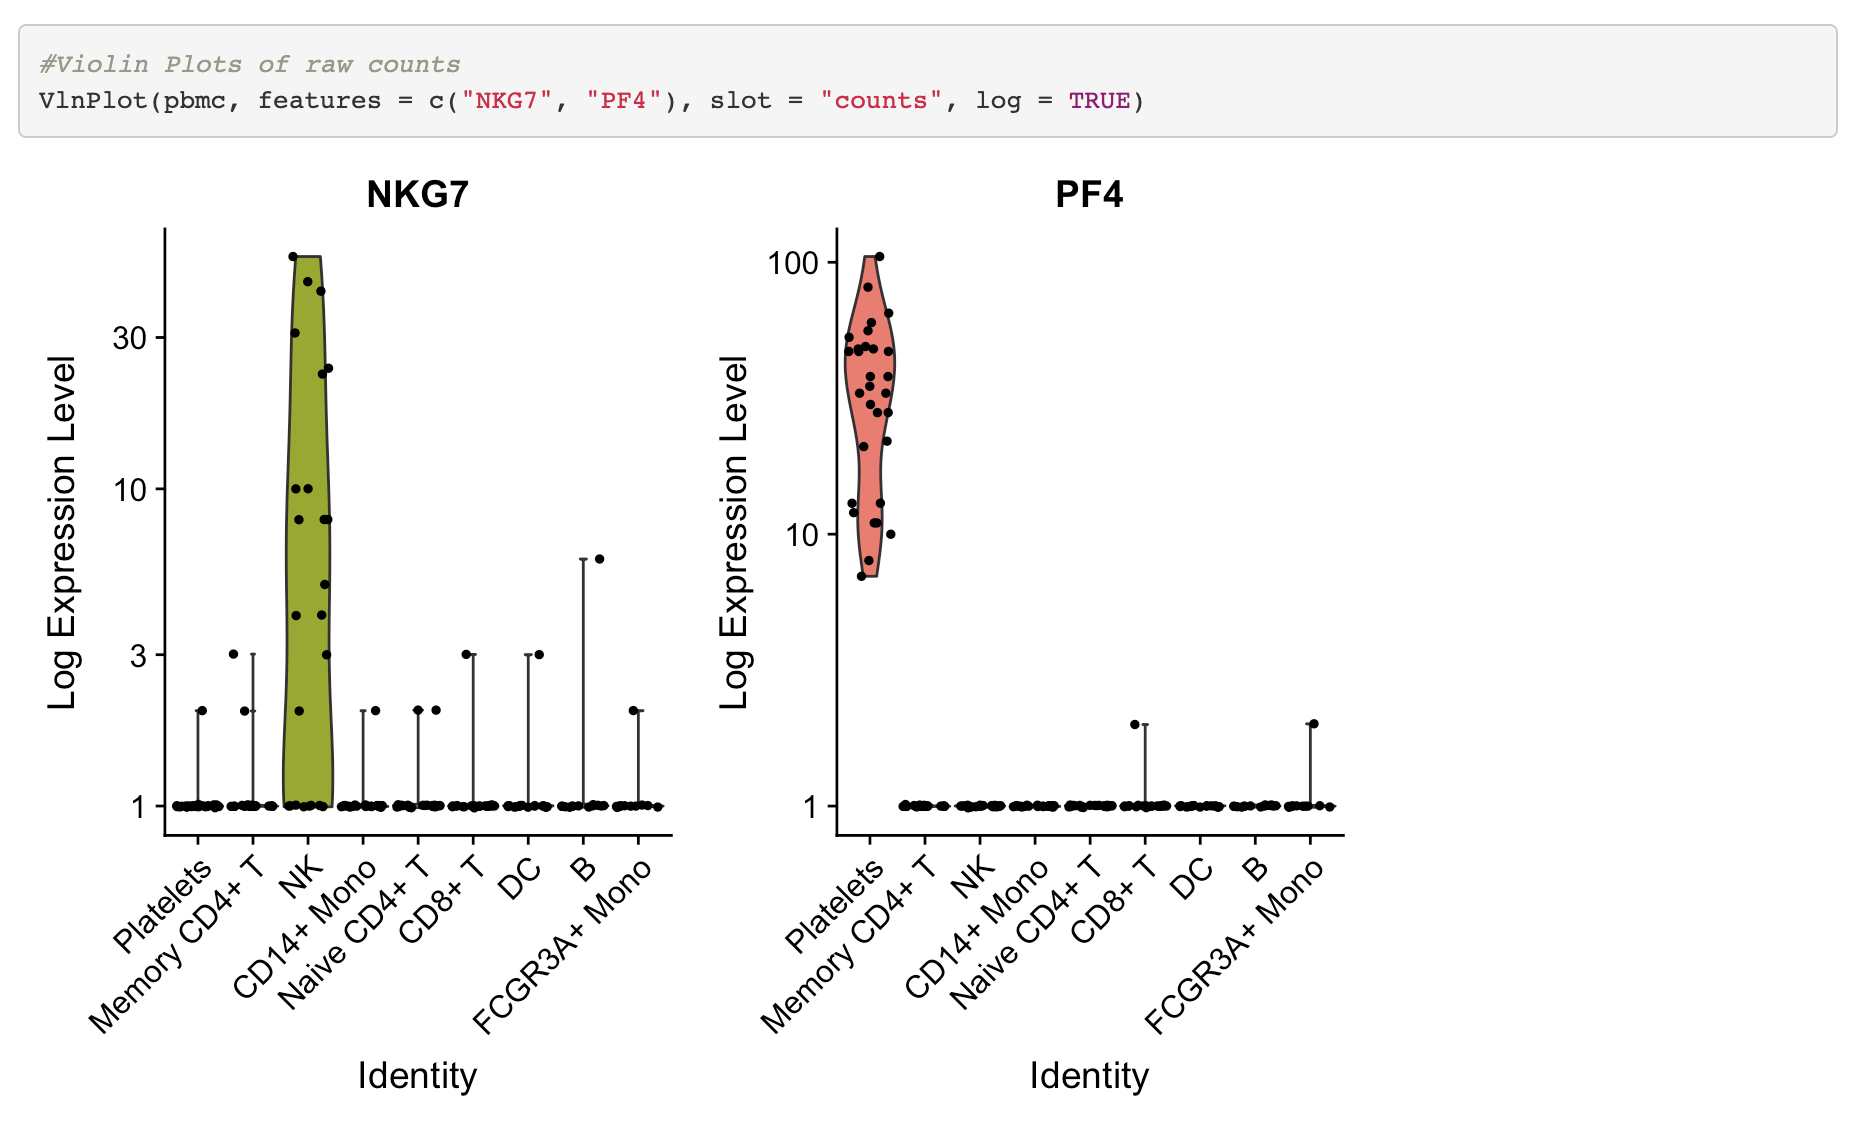 #Violin Plots of raw counts
VlnPlot(pbmc, features = c("NKG7", "PF4"), slot = "counts", log = TRUE)
NKG7
Log Expression Level
30
10
3
1
Platelets
Memory CD4+ T
NK
CD14+ Mono
Naive CD4+ T
CD8+ T
DC
B
FCGR3A+ Mono
Identity
PF4
Log Expression Level
100
10
1
Platelets
Memory CD4+ T
NK
CD14+ Mono
Naive CD4+ T
CD8+ T
DC
B
FCGR3A+ Mono
Identity